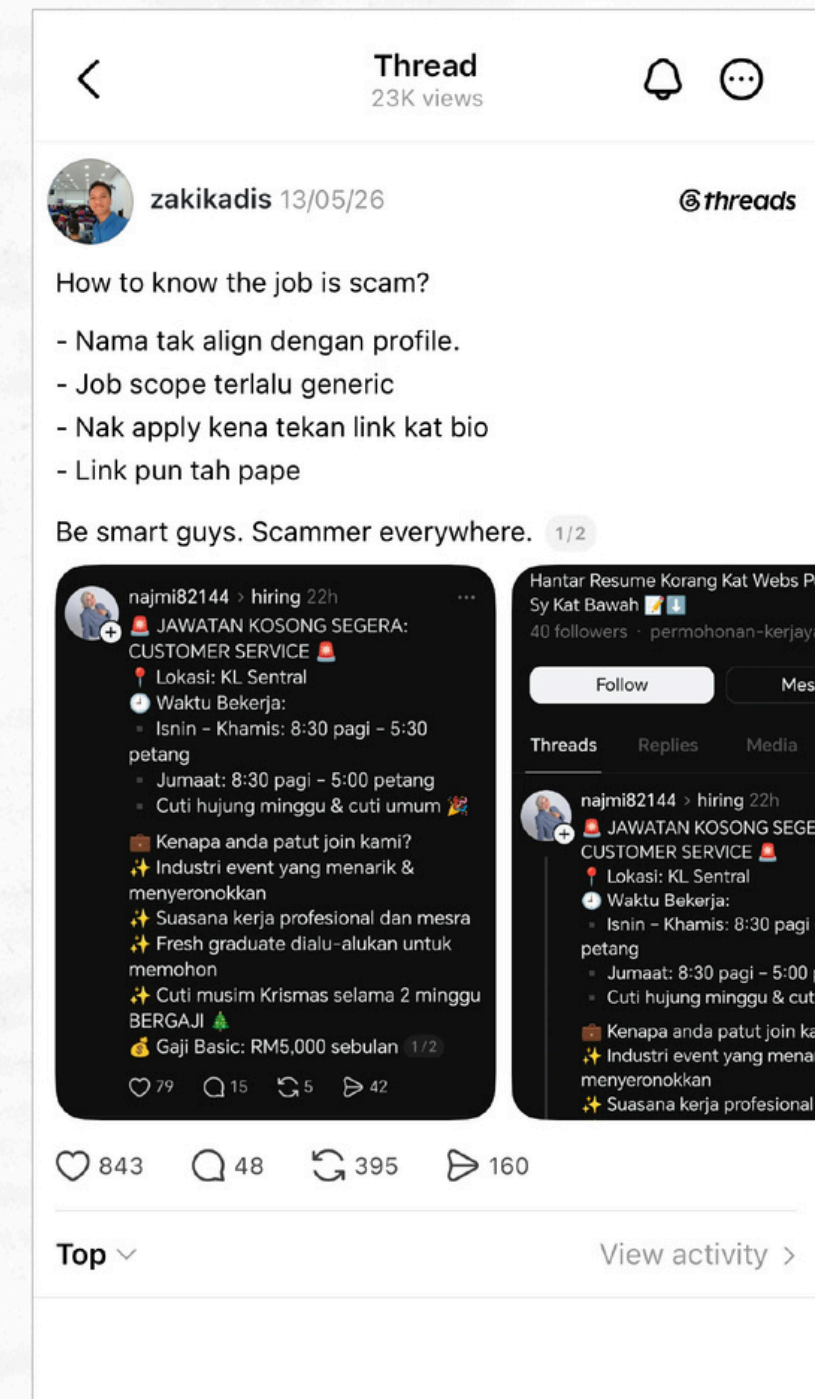 Thread
23K views
zakikadis 13/05/26
threads
How to know the job is scam?
- Nama tak align dengan profile.
- Job scope terlalu generic
- Nak apply kena tekan link kat bio
- Link pun tah pape
Be smart guys. Scammer everywhere. 1/2
najmi82144 > hiring 22h
🚨 JAWATAN KOSONG SEGERA:
CUSTOMER SERVICE 🚨
📍 Lokasi: KL Sentral
🕘 Waktu Bekerja:
▪ Isnin – Khamis: 8:30 pagi – 5:30
petang
▪ Jumaat: 8:30 pagi – 5:00 petang
▪ Cuti hujung minggu & cuti umum 🎉
💼 Kenapa anda patut join kami?
✨ Industri event yang menarik &
menyeronokkan
✨ Suasana kerja profesional dan mesra
✨ Fresh graduate dialu-alukan untuk
memohon
✨ Cuti musim Krismas selama 2 minggu
BERGAJI 🎄
💰 Gaji Basic: RM5,000 sebulan 1/2
79 15 5 42
Hantar Resume Korang Kat Webs
Sy Kat Bawah 📝⬇️
40 followers · permohonan-kerjaya
Follow
Mes
Threads Replies Media
najmi82144 > hiring 22h
🚨 JAWATAN KOSONG SEGE
CUSTOMER SERVICE 🚨
📍 Lokasi: KL Sentral
🕘 Waktu Bekerja:
▪ Isnin – Khamis: 8:30 pagi
petang
▪ Jumaat: 8:30 pagi – 5:00
▪ Cuti hujung minggu & cut
💼 Kenapa anda patut join ka
✨ Industri event yang mena
menyeronokkan
✨ Suasana kerja profesional
843 48 395 160
Top
View activity >